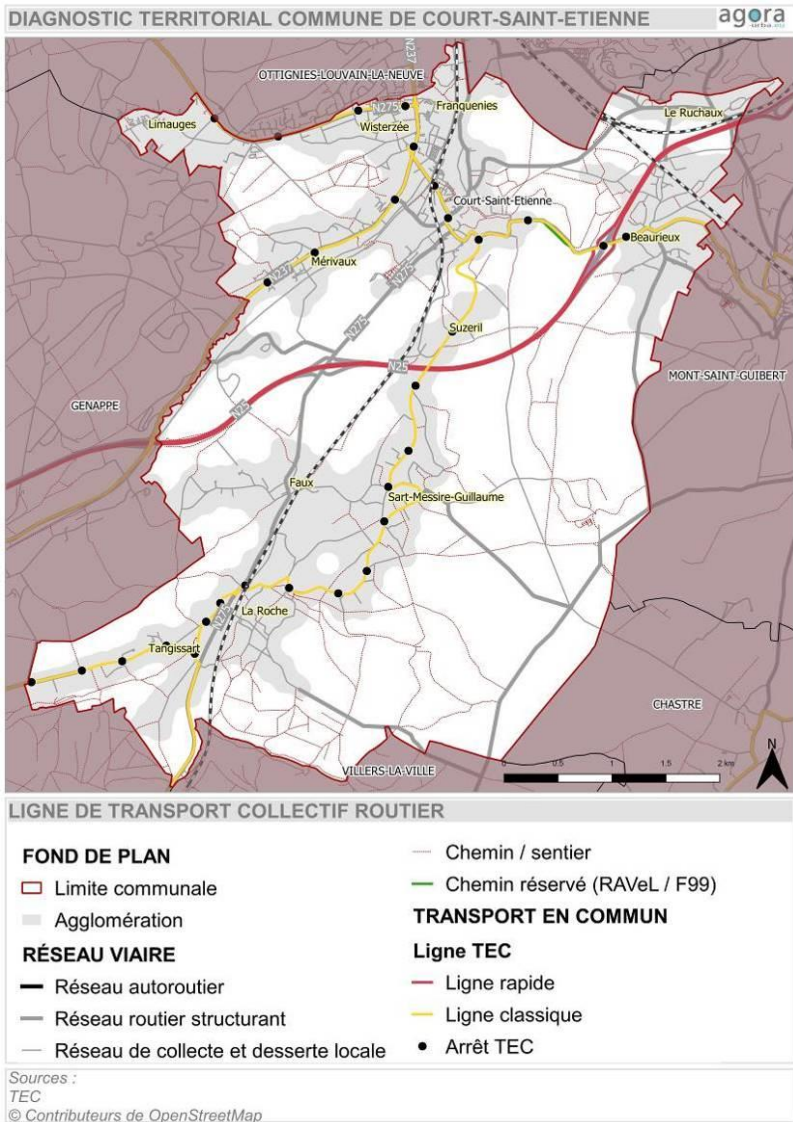 DIAGNOSTIC TERRITORIAL COMMUNE DE COURT-SAINT-ETIENNE
agora
-urba.eu
N237
OTTIGNIES-LOUVAIN-LA-NEUVE
N275
Franquenies
Le Ruchaux
Limauges
Wisterzée
Court-Saint-Etienne
Beaurieux
Mérivaux
N237
N275
N275
Suzeril
N25
MONT-SAINT-GUIBERT
GENAPPE
N25
Faux
Sart-Messire-Guillaume
La Roche
N275
Tangissart
CHASTRE
VILLERS-LA-VILLE
0 0.5 1 1.5 2 km
N
LIGNE DE TRANSPORT COLLECTIF ROUTIER
FOND DE PLAN
Limite communale
Agglomération
RÉSEAU VIAIRE
Réseau autoroutier
Réseau routier structurant
Réseau de collecte et desserte locale
Chemin / sentier
Chemin réservé (RAVeL / F99)
TRANSPORT EN COMMUN
Ligne TEC
Ligne rapide
Ligne classique
Arrêt TEC
Sources :
TEC
© Contributeurs de OpenStreetMap